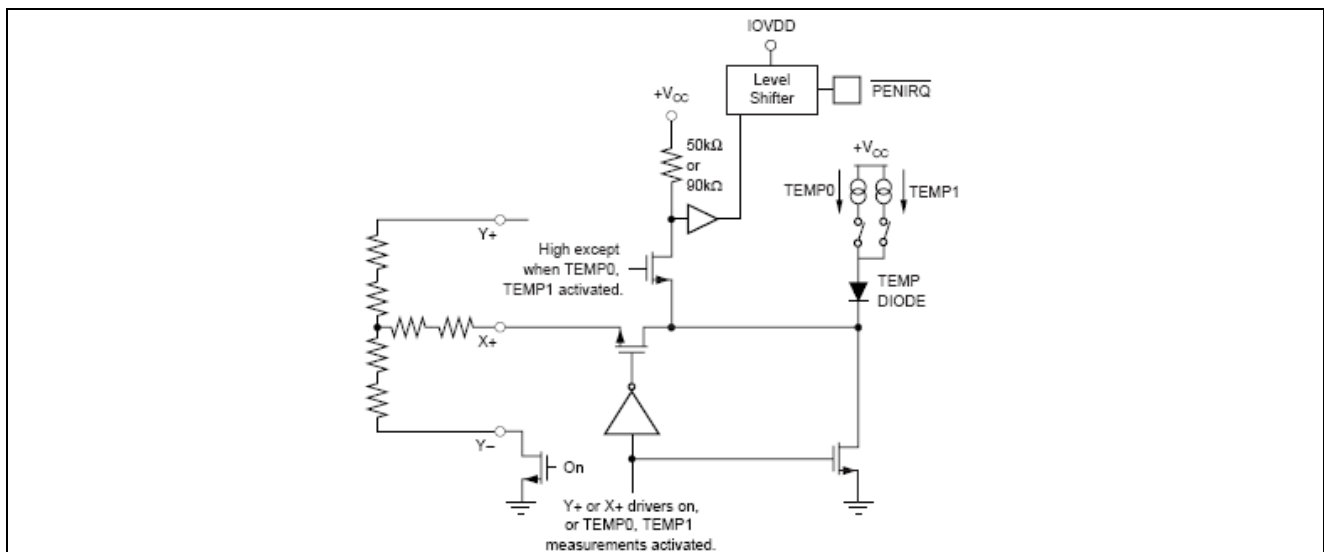 IOVDD
Level
Shifter
PENIRQ
+VCC
50kΩ
or
90kΩ
+VCC
TEMP0
TEMP1
Y+
High except
when TEMP0,
TEMP1 activated.
TEMP
DIODE
X+
Y–
On
Y+ or X+ drivers on,
or TEMP0, TEMP1
measurements activated.